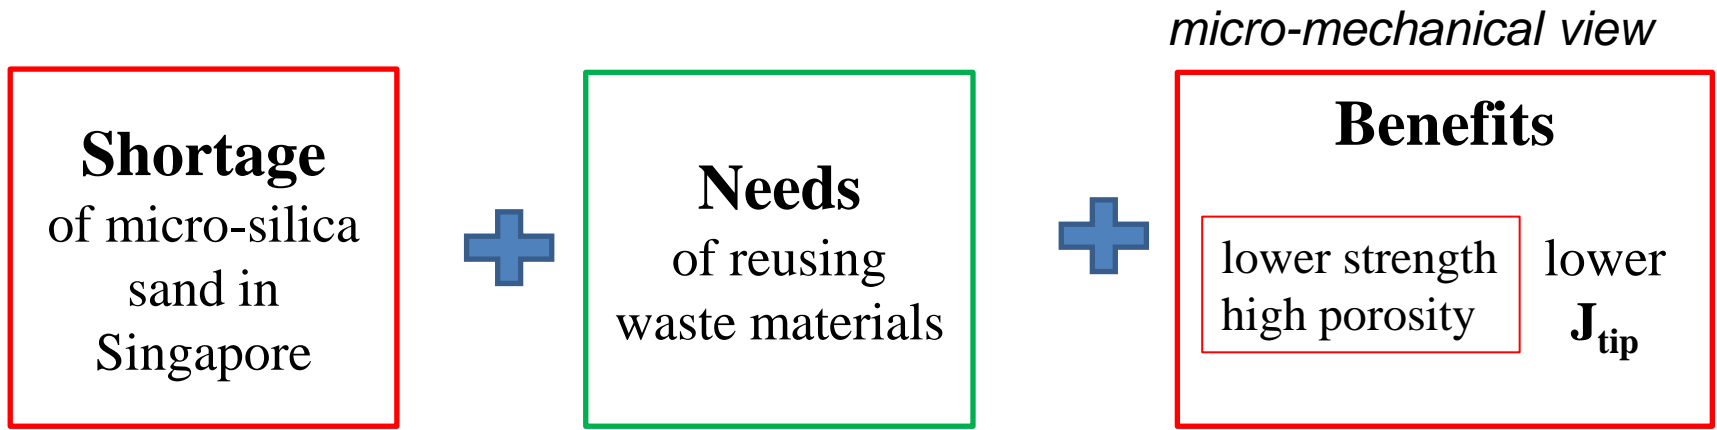 micro-mechanical view
Shortage
of micro-silica
sand in
Singapore
Needs
of reusing
waste materials
Benefits
lower strength
high porosity
lower
J_tip